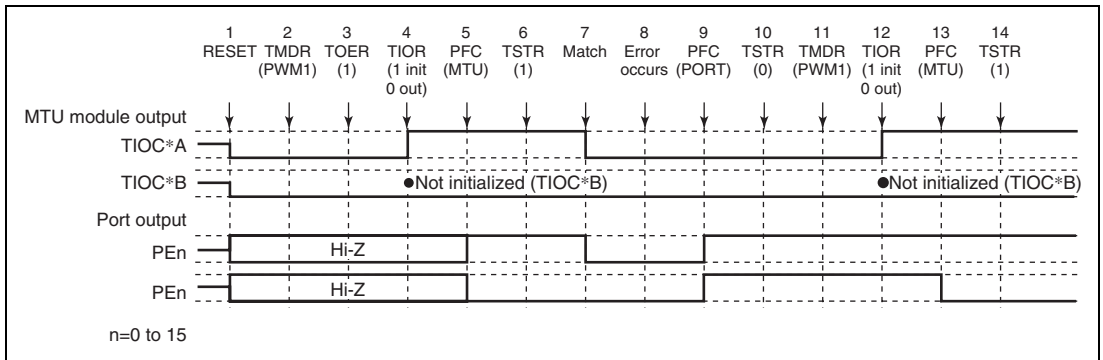 1 2 3 4 5 6 7 8 9 10 11 12 13 14
RESET TMDR TOER TIOR PFC TSTR Match Error PFC TSTR TMDR TIOR PFC TSTR
(PWM1) (1) (1 init (MTU) (1) occurs (PORT) (0) (PWM1) (1 init (MTU) (1)
0 out) 0 out)
MTU module output
TIOC*A
TIOC*B ●Not initialized (TIOC*B) ●Not initialized (TIOC*B)
Port output
PEn Hi-Z
PEn Hi-Z
n=0 to 15